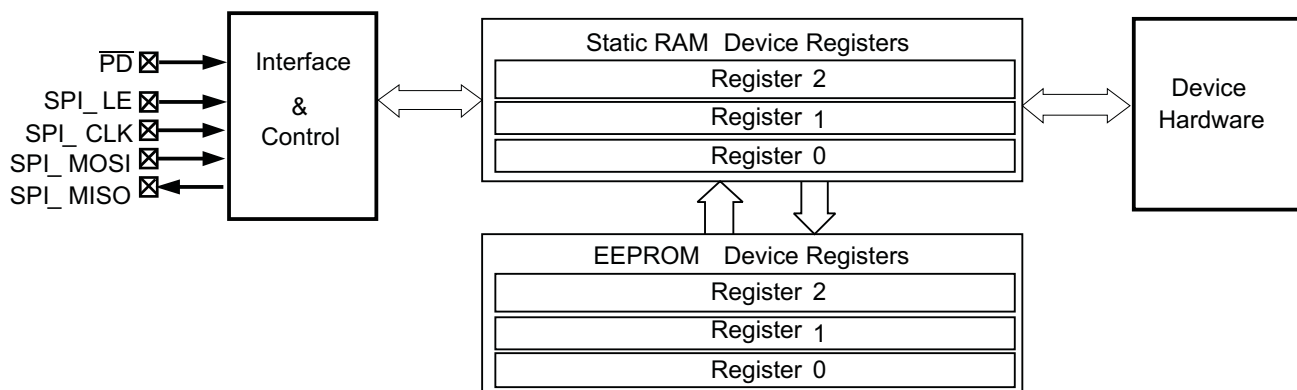 PD
SPI_ LE
SPI_ CLK
SPI_ MOSI
SPI_ MISO
Interface
&
Control
Static RAM Device Registers
Register 2
Register 1
Register 0
EEPROM Device Registers
Register 2
Register 1
Register 0
Device
Hardware